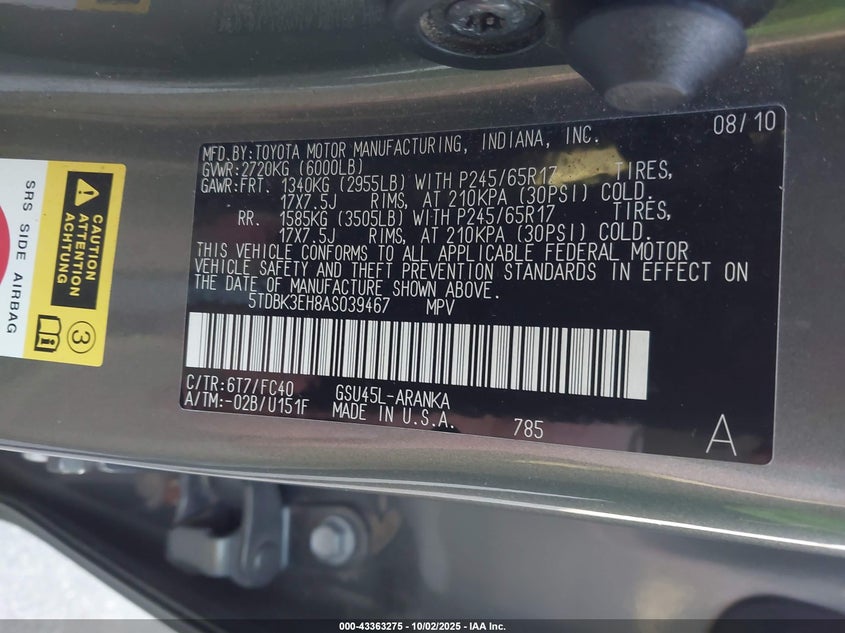 MFD.BY:TOYOTA MOTOR MANUFACTURING, INDIANA, INC. 08/10
GVWR:2720KG (6000LB)
GAWR:FRT. 1340KG (2955LB) WITH P245/65R17 TIRES,
17X7.5J RIMS, AT 210KPA (30PSI) COLD.
RR. 1585KG (3505LB) WITH P245/65R17 TIRES,
17X7.5J RIMS, AT 210KPA (30PSI) COLD.
THIS VEHICLE CONFORMS TO ALL APPLICABLE FEDERAL MOTOR
VEHICLE SAFETY AND THEFT PREVENTION STANDARDS IN EFFECT ON
THE DATE OF MANUFACTURE SHOWN ABOVE.
5TDBK3EH8AS039467 MPV
C/TR:6T7/FC40 GSU45L-ARANKA
A/TM:-02B/U151F MADE IN U.S.A. 785
A
CAUTION
ATTENTION
ACHTUNG
SRS SIDE AIRBAG
3
000-43363275 - 10/02/2025 - IAA Inc.